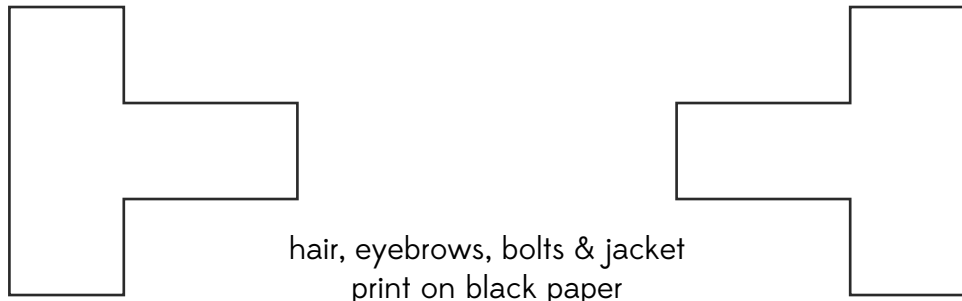 hair, eyebrows, bolts & jacket
print on black paper